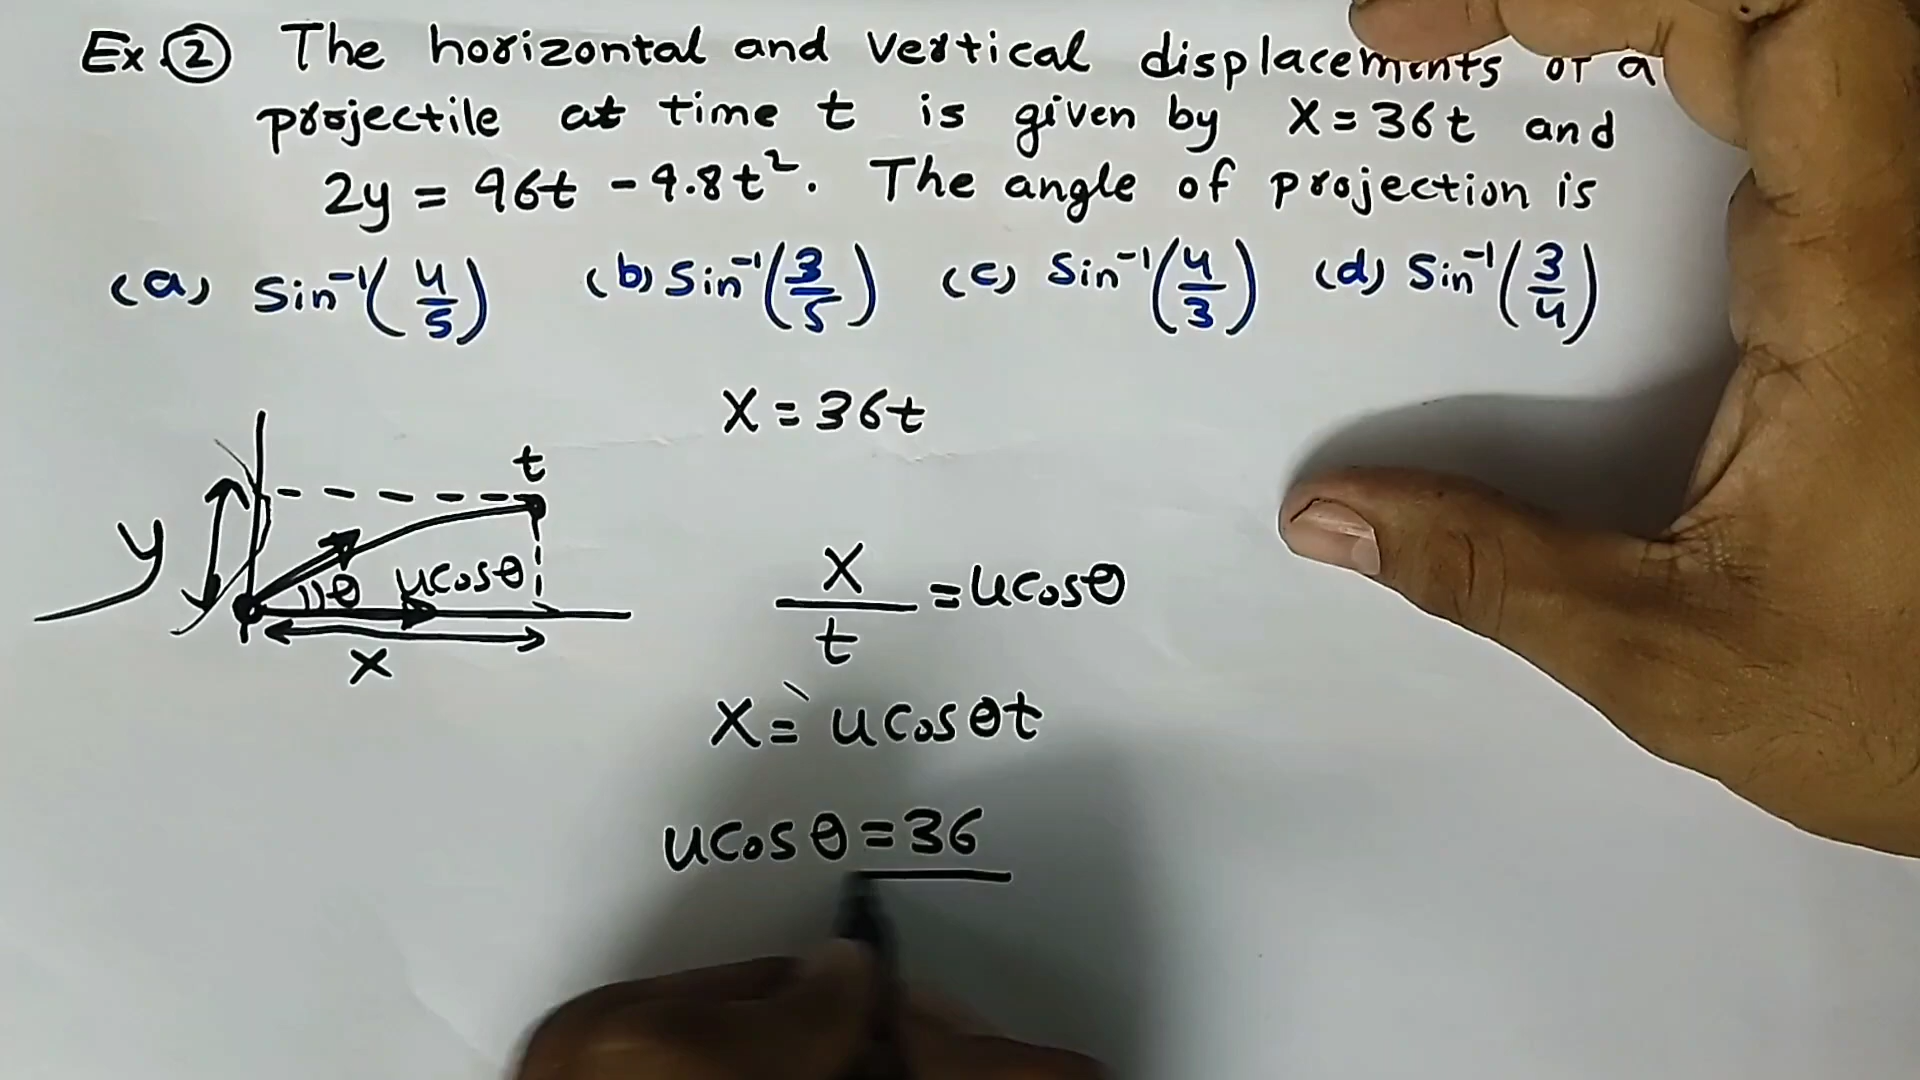 Ex.② The horizontal and vertical displacements of a
projectile at time t is given by X=36t and
2y = 96t - 9.8t². The angle of projection is
(a) Sin⁻¹(4/5) (b) Sin⁻¹(3/5) (c) Sin⁻¹(4/3) (d) Sin⁻¹(3/4)
X=36t
t
y
θ ucosθ
x
X/t = ucosθ
X= ucosθt
ucosθ=36